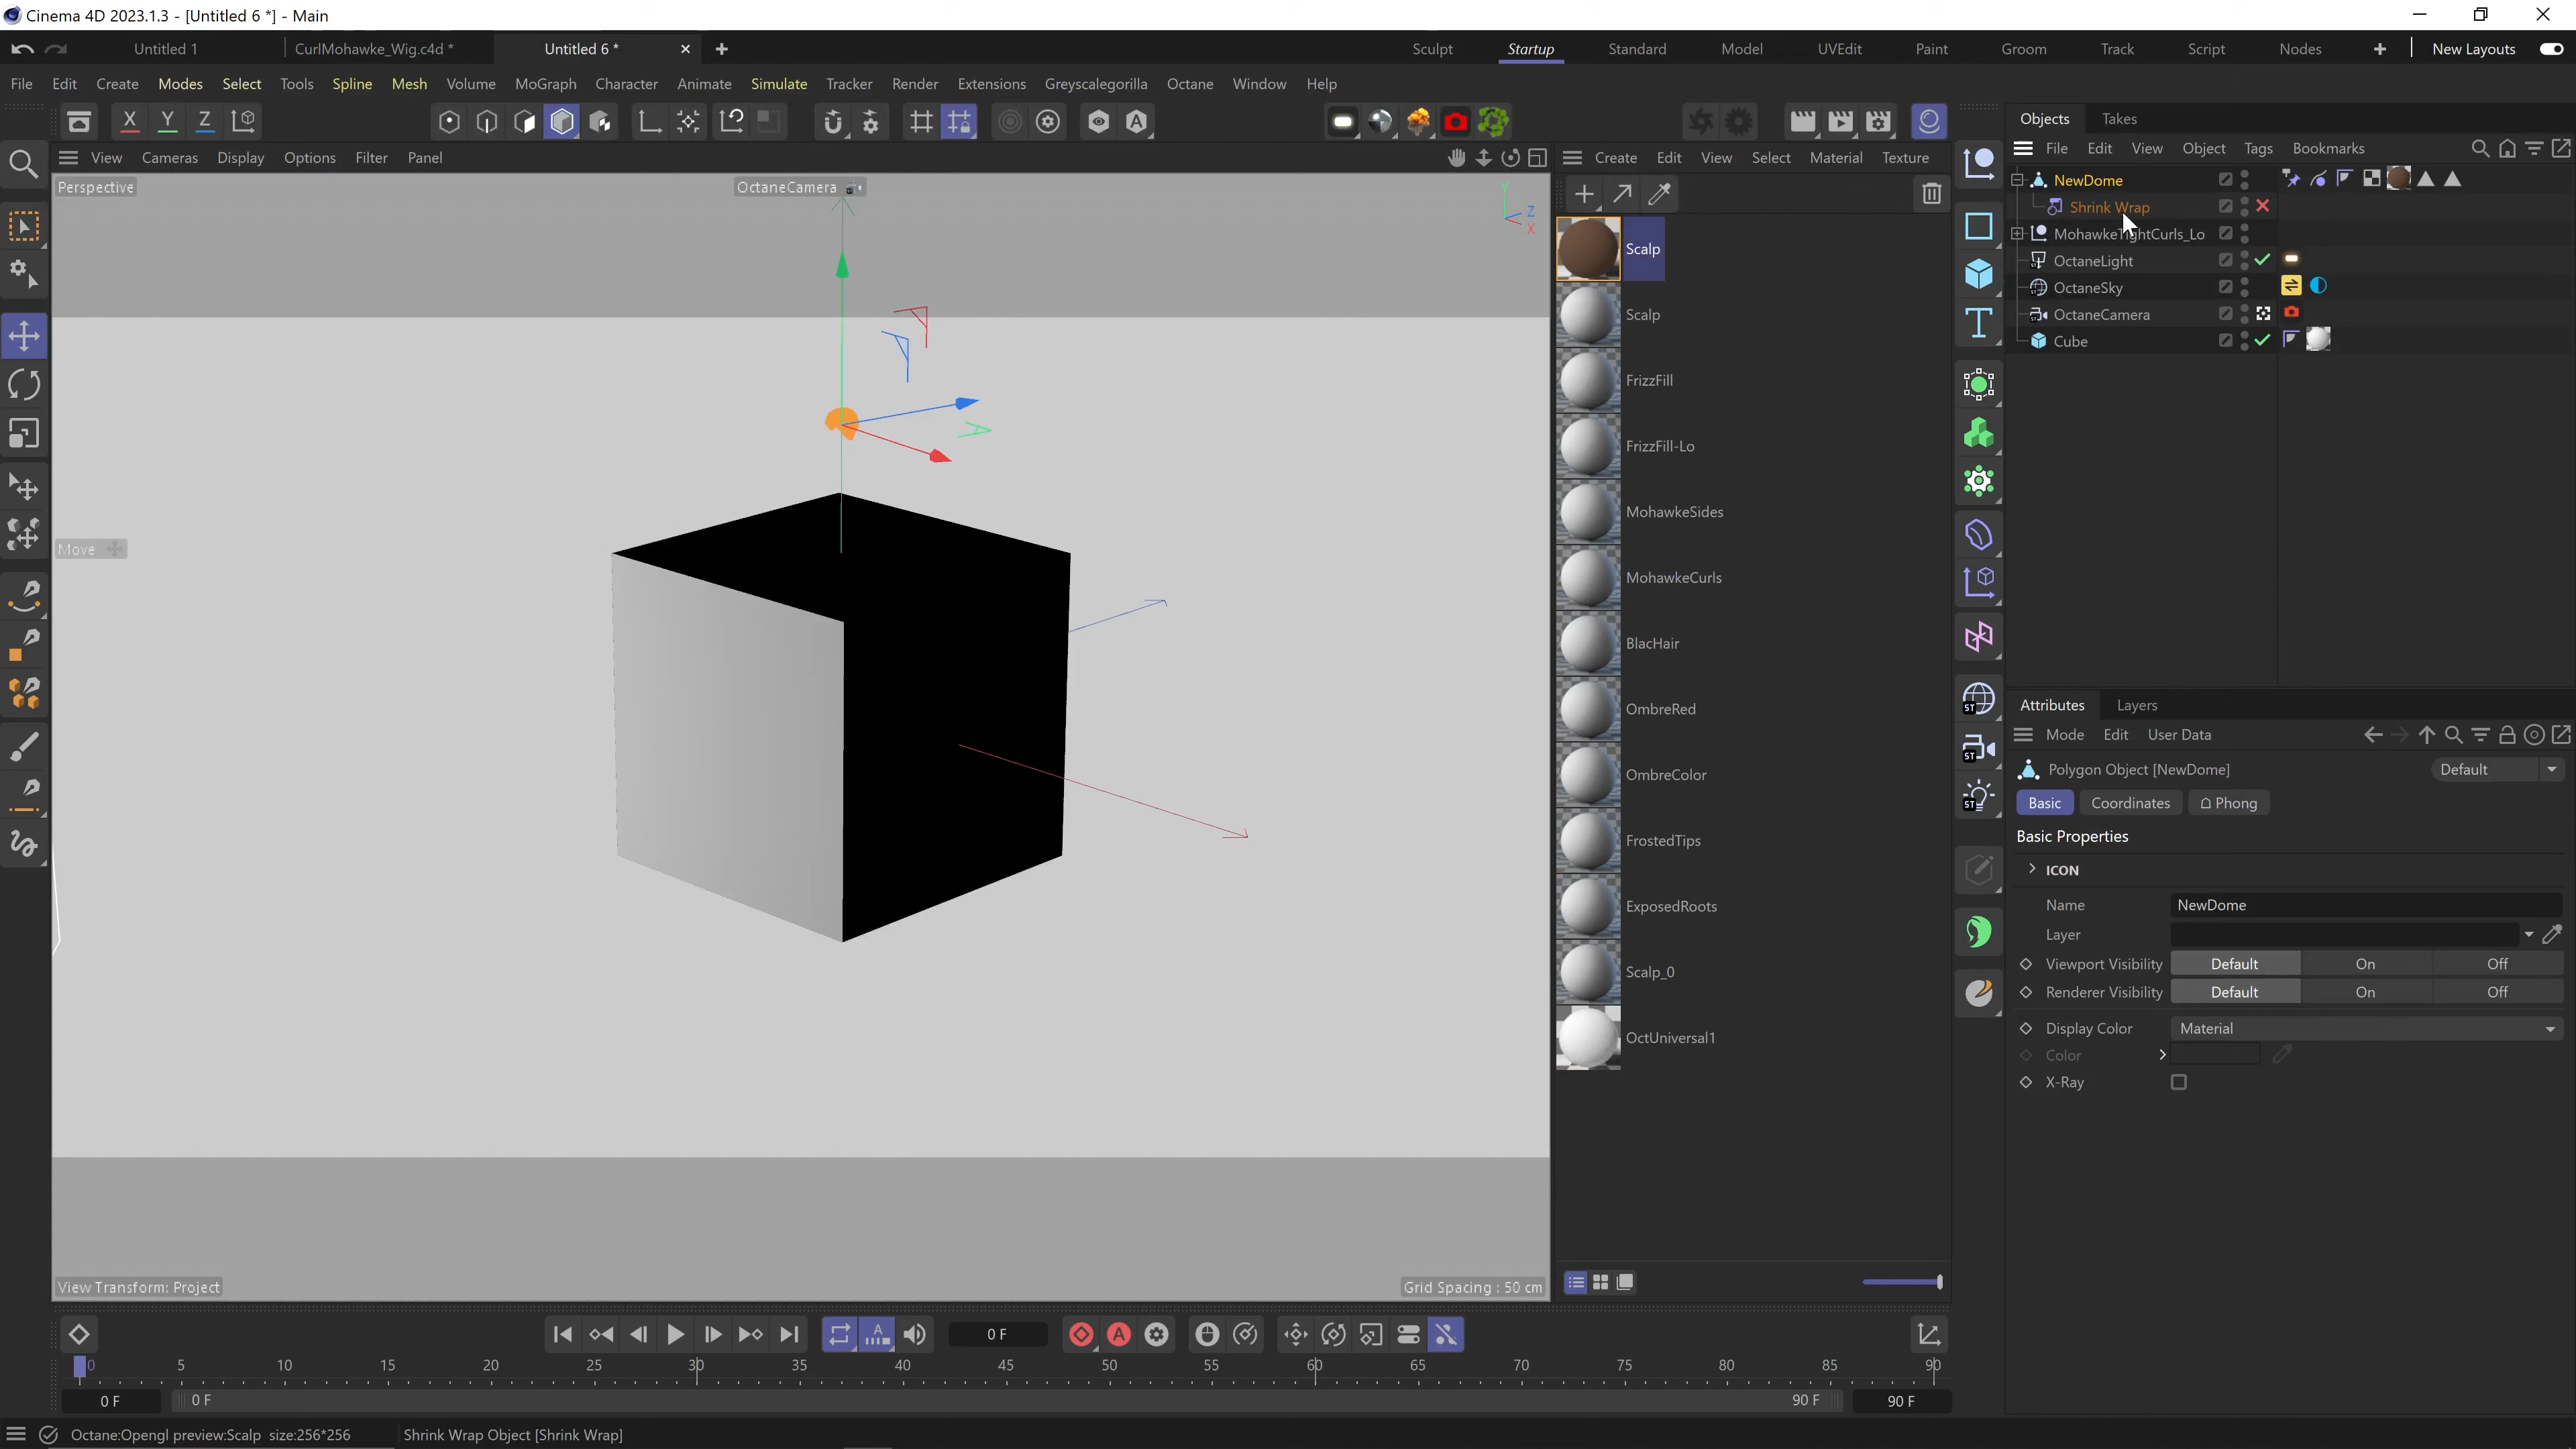 Cinema 4D 2023.1.3 - [Untitled 6 *] - Main
Untitled 1
CurlMohawke_Wig.c4d *
Untitled 6 *
Sculpt
Startup
Standard
Model
UVEdit
Paint
Groom
Track
Script
Nodes
New Layouts
File Edit Create Modes Select Tools Spline Mesh Volume MoGraph Character Animate Simulate Tracker Render Extensions Greyscalegorilla Octane Window Help
X Y Z
Objects Takes
View Cameras Display Options Filter Panel
Create Edit View Select Material Texture
File Edit View Object Tags Bookmarks
Perspective
OctaneCamera
Y
Z
X
Move
View Transform: Project
Grid Spacing : 50 cm
Scalp
Scalp
FrizzFill
FrizzFill-Lo
MohawkeSides
MohawkeCurls
BlacHair
OmbreRed
OmbreColor
FrostedTips
ExposedRoots
Scalp_0
OctUniversal1
ST
ST
ST
NewDome
Shrink Wrap
MohawkeTightCurls_Lo
OctaneLight
OctaneSky
OctaneCamera
Cube
Attributes Layers
Mode Edit User Data
Polygon Object [NewDome]
Default
Basic Coordinates Phong
Basic Properties
ICON
Name NewDome
Layer
Viewport Visibility Default On Off
Renderer Visibility Default On Off
Display Color Material
Color
X-Ray
0 F
0 5 10 15 20 25 30 35 40 45 50 55 60 65 70 75 80 85 90
0 F 0 F 90 F 90 F
Octane:Opengl preview:Scalp size:256*256
Shrink Wrap Object [Shrink Wrap]